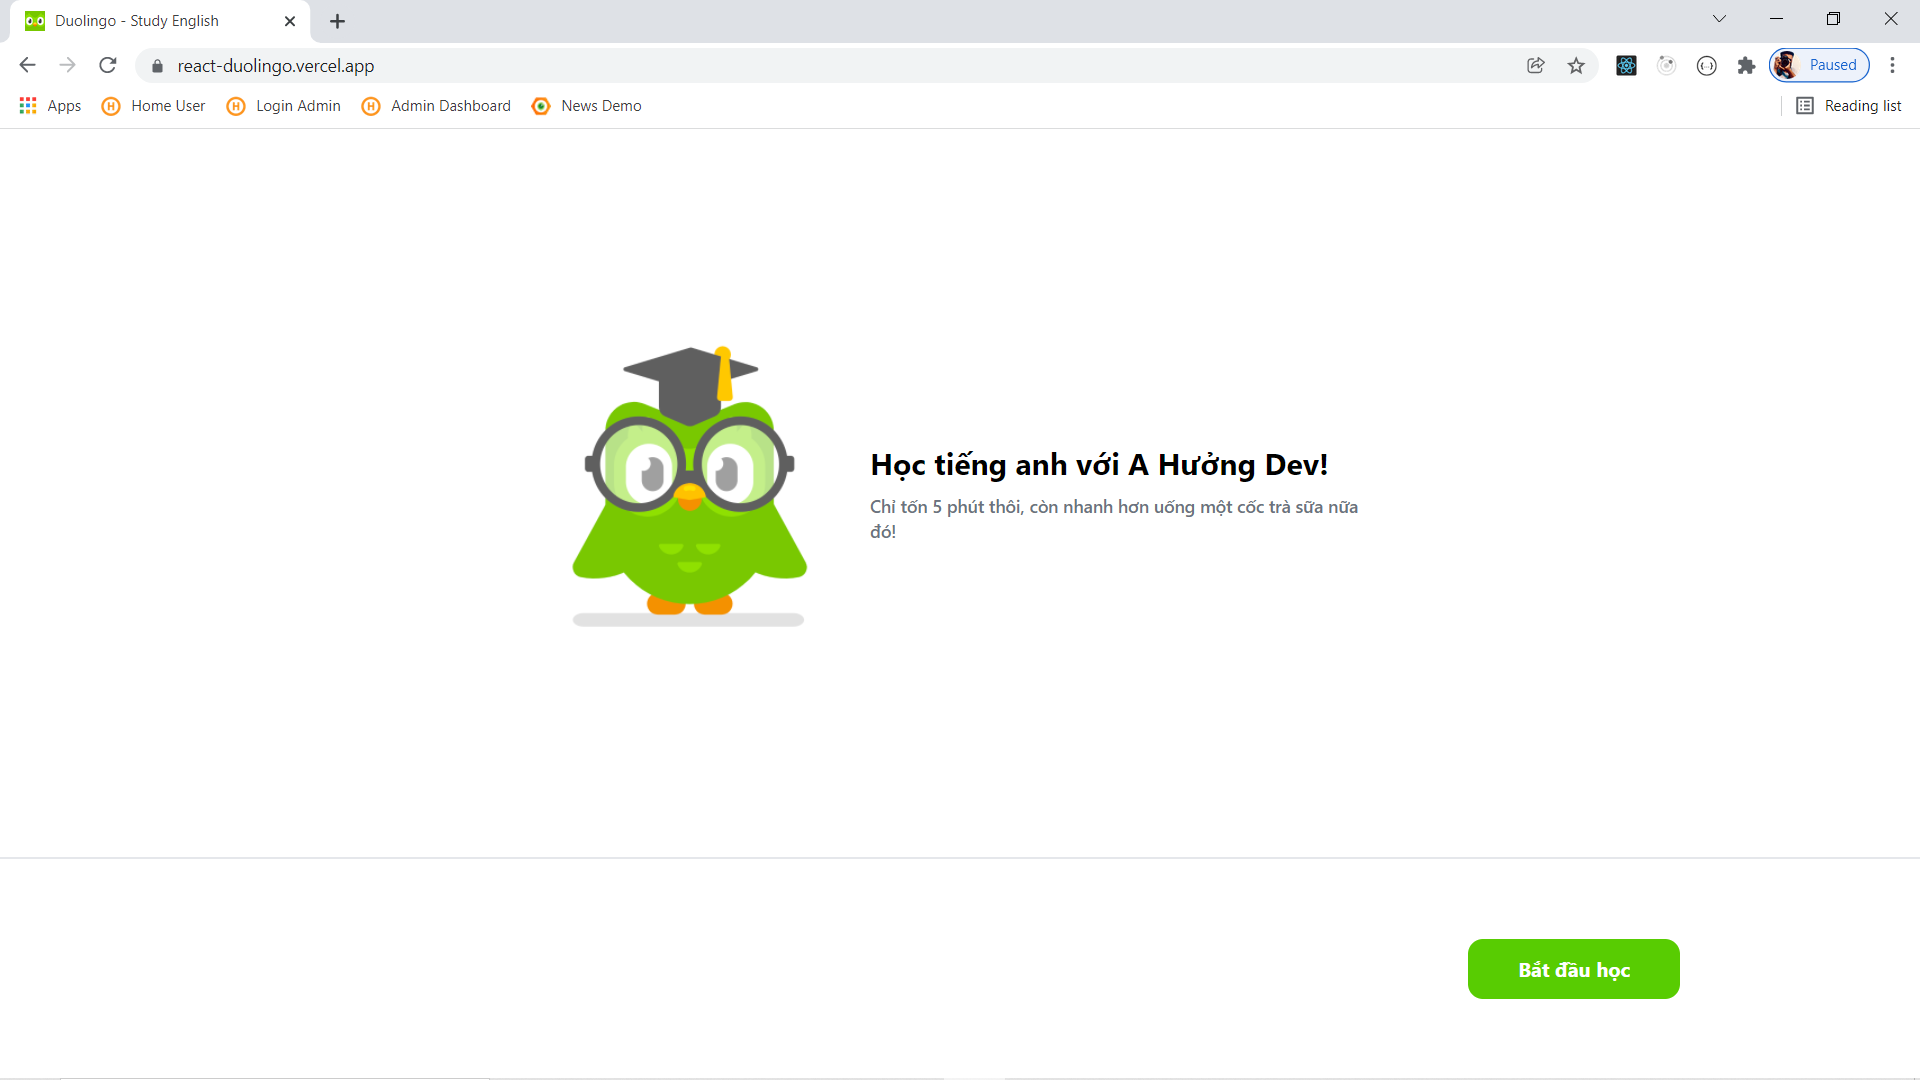 Duolingo - Study English
react-duolingo.vercel.app
Paused
Apps
Home User
Login Admin
Admin Dashboard
News Demo
Reading list
Học tiếng anh với A Hưởng Dev!
Chỉ tốn 5 phút thôi, còn nhanh hơn uống một cốc trà sữa nữa
đó!
Bắt đầu học